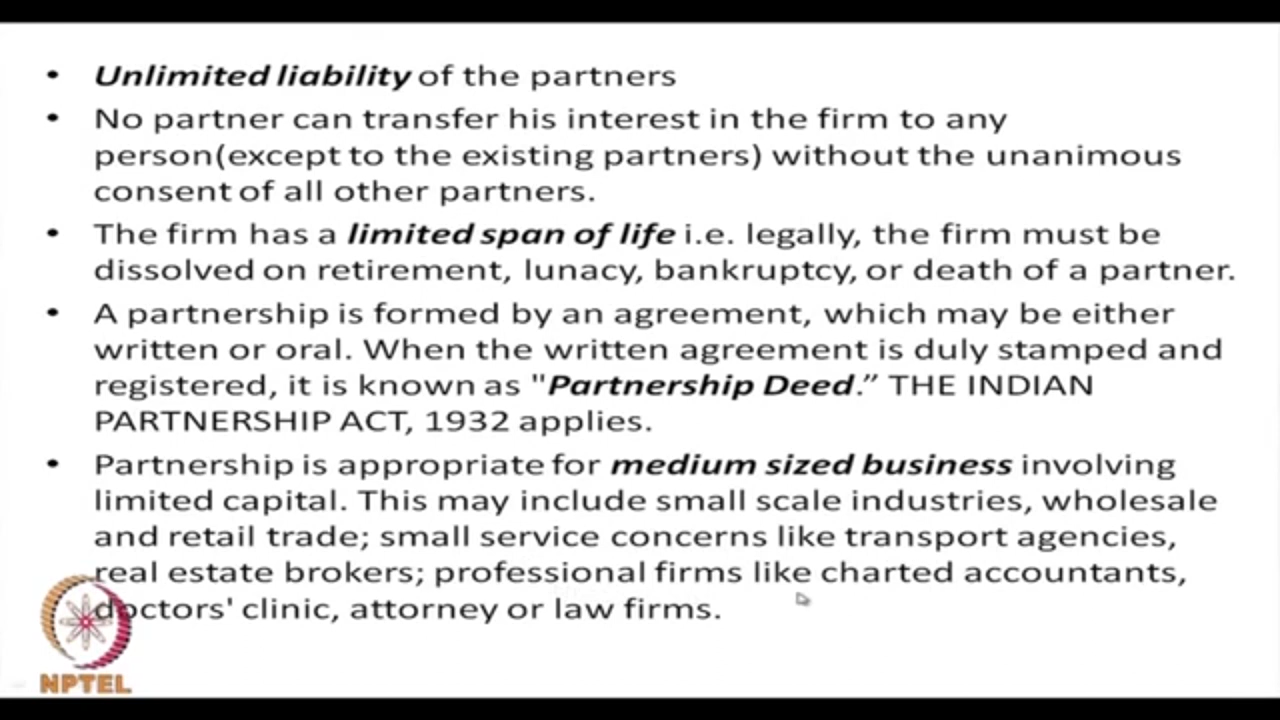 • Unlimited liability of the partners
• No partner can transfer his interest in the firm to any
person(except to the existing partners) without the unanimous
consent of all other partners.
• The firm has a limited span of life i.e. legally, the firm must be
dissolved on retirement, lunacy, bankruptcy, or death of a partner.
• A partnership is formed by an agreement, which may be either
written or oral. When the written agreement is duly stamped and
registered, it is known as "Partnership Deed.” THE INDIAN
PARTNERSHIP ACT, 1932 applies.
• Partnership is appropriate for medium sized business involving
limited capital. This may include small scale industries, wholesale
and retail trade; small service concerns like transport agencies,
real estate brokers; professional firms like charted accountants,
doctors' clinic, attorney or law firms.
NPTEL